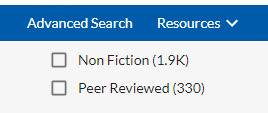 Advanced Search Resources
Non Fiction (1.9K)
Peer Reviewed (330)